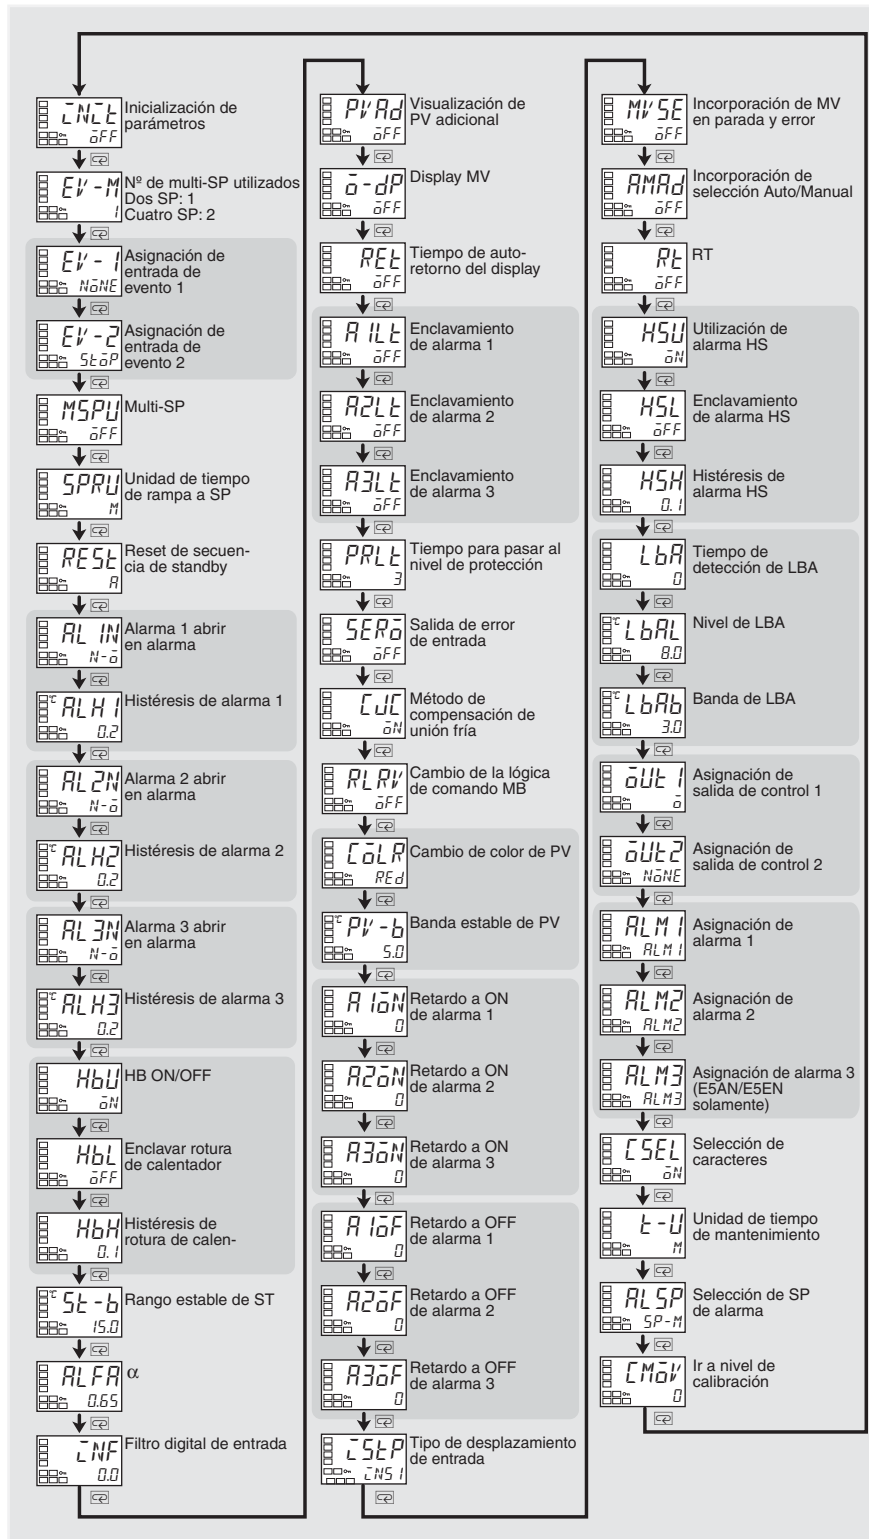 INIt
Inicialización de
parámetros
oFF
EV-M
Nº de multi-SP utilizados
Dos SP: 1
Cuatro SP: 2
1
EV-1
Asignación de
entrada de
evento 1
NoNE
EV-2
Asignación de
entrada de
evento 2
StoP
MSPU
Multi-SP
oFF
SPRU
Unidad de tiempo
de rampa a SP
M
RESt
Reset de secuen-
cia de standby
A
AL1N
Alarma 1 abrir
en alarma
N-o
°C
ALH1
Histéresis de alarma 1
0.2
AL2N
Alarma 2 abrir
en alarma
N-o
°C
ALH2
Histéresis de alarma 2
0.2
AL3N
Alarma 3 abrir
en alarma
N-o
°C
ALH3
Histéresis de alarma 3
0.2
HbU
HB ON/OFF
oN
HbL
Enclavar rotura
de calentador
oFF
HbH
Histéresis de
rotura de calen-
0.1
°C
St-b
Rango estable de ST
15.0
ALFA
α
0.65
INF
Filtro digital de entrada
0.0
PVAd
Visualización de
PV adicional
oFF
o-dP
Display MV
oFF
REt
Tiempo de auto-
retorno del display
oFF
A1Lt
Enclavamiento
de alarma 1
oFF
A2Lt
Enclavamiento
de alarma 2
oFF
A3Lt
Enclavamiento
de alarma 3
oFF
PRLt
Tiempo para pasar al
nivel de protección
3
SERo
Salida de error
de entrada
oFF
CJC
Método de
compensación de
unión fría
oN
RLRV
Cambio de la lógica
de comando MB
oFF
CoLR
Cambio de color de PV
REd
°C
PV-b
Banda estable de PV
5.0
A1oN
Retardo a ON
de alarma 1
0
A2oN
Retardo a ON
de alarma 2
0
A3oN
Retardo a ON
de alarma 3
0
A1oF
Retardo a OFF
de alarma 1
0
A2oF
Retardo a OFF
de alarma 2
0
A3oF
Retardo a OFF
de alarma 3
0
IStP
Tipo de desplazamiento
de entrada
INS1
MVSE
Incorporación de MV
en parada y error
oFF
AMAd
Incorporación de
selección Auto/Manual
oFF
Rt
RT
oFF
HSU
Utilización de
alarma HS
oN
HSL
Enclavamiento
de alarma HS
oFF
HSH
Histéresis de
alarma HS
0.1
LbA
Tiempo de
detección de LBA
0
°C
LbAL
Nivel de LBA
8.0
°C
LbAb
Banda de LBA
3.0
oUt1
Asignación de
salida de control 1
o
oUt2
Asignación de
salida de control 2
NoNE
ALM1
Asignación de
alarma 1
ALM1
ALM2
Asignación de
alarma 2
ALM2
ALM3
Asignación de alarma 3
(E5AN/E5EN
solamente)
ALM3
CSEL
Selección de
caracteres
oN
t-U
Unidad de tiempo
de mantenimiento
M
ALSP
Selección de SP
de alarma
SP-M
CMoV
Ir a nivel de
calibración
0